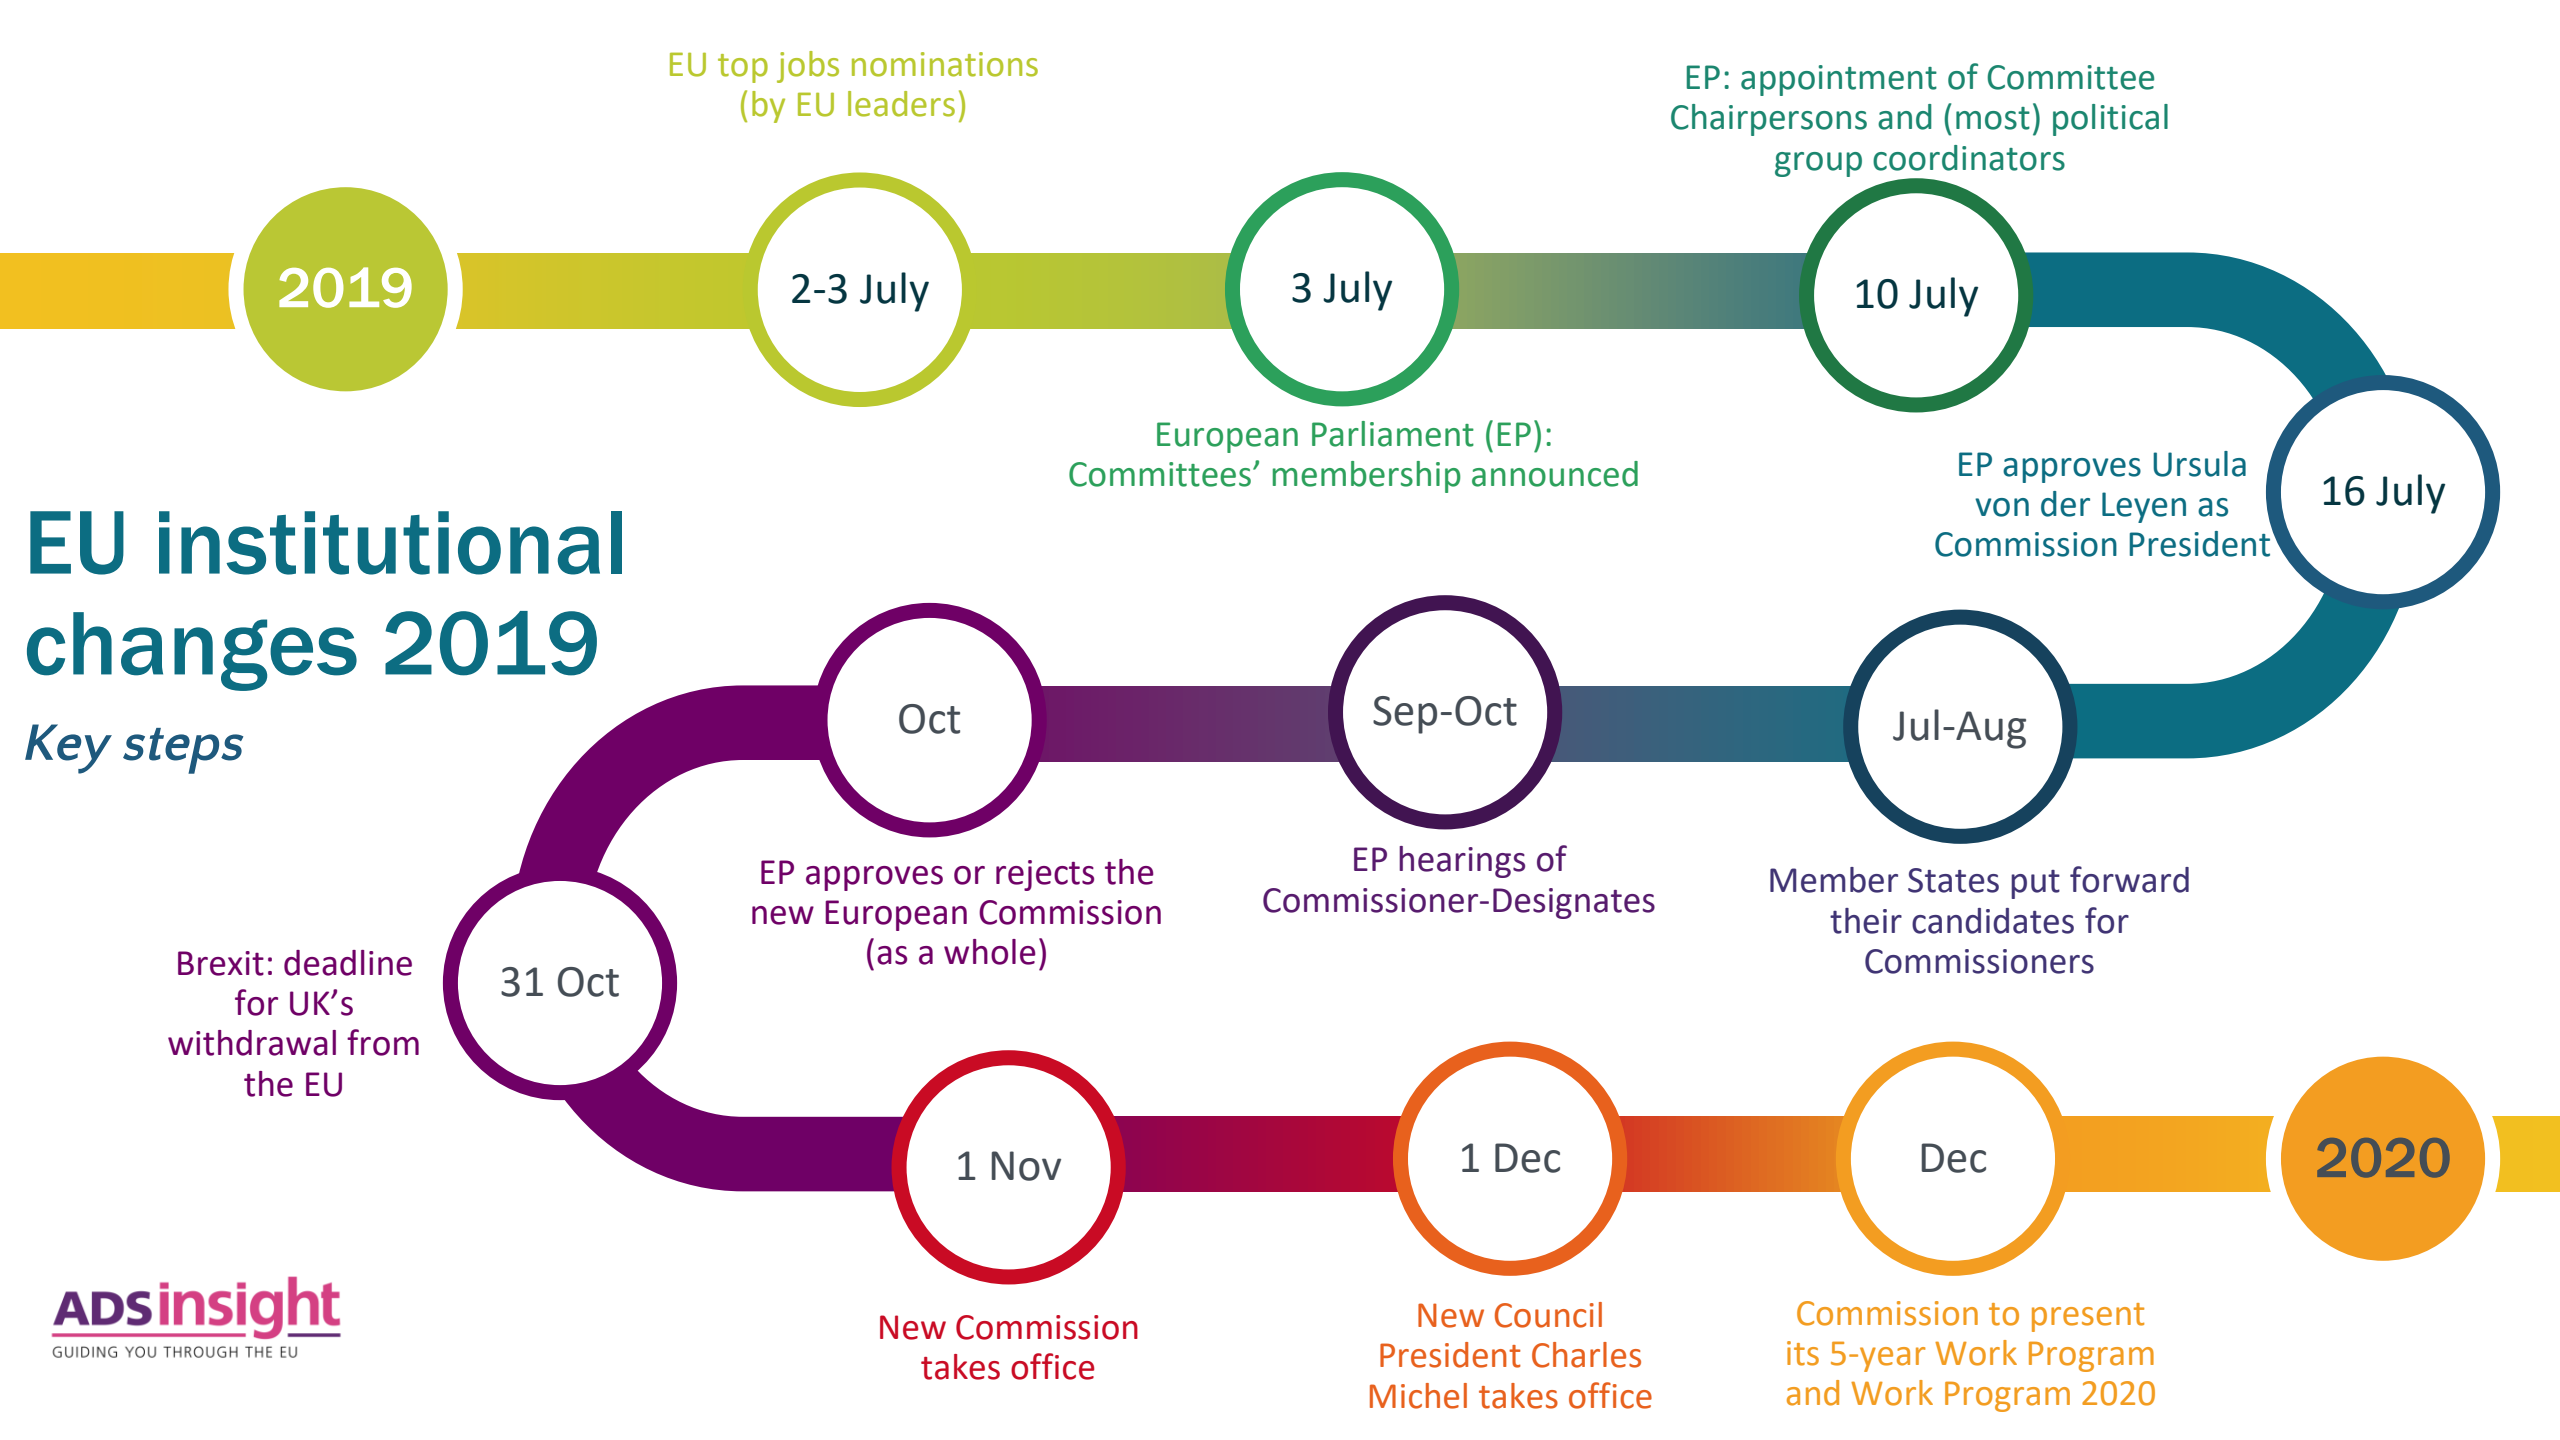 EU top jobs nominations
(by EU leaders)
EP: appointment of Committee
Chairpersons and (most) political
group coordinators
2019
2-3 July
3 July
10 July
European Parliament (EP):
Committees’ membership announced
EP approves Ursula
von der Leyen as
Commission President
16 July
EU institutional
changes 2019
Key steps
Oct
Sep-Oct
Jul-Aug
EP approves or rejects the
new European Commission
(as a whole)
EP hearings of
Commissioner-Designates
Member States put forward
their candidates for
Commissioners
Brexit: deadline
for UK’s
withdrawal from
the EU
31 Oct
1 Nov
1 Dec
Dec
2020
New Commission
takes office
New Council
President Charles
Michel takes office
Commission to present
its 5-year Work Program
and Work Program 2020
ADSinsight
GUIDING YOU THROUGH THE EU